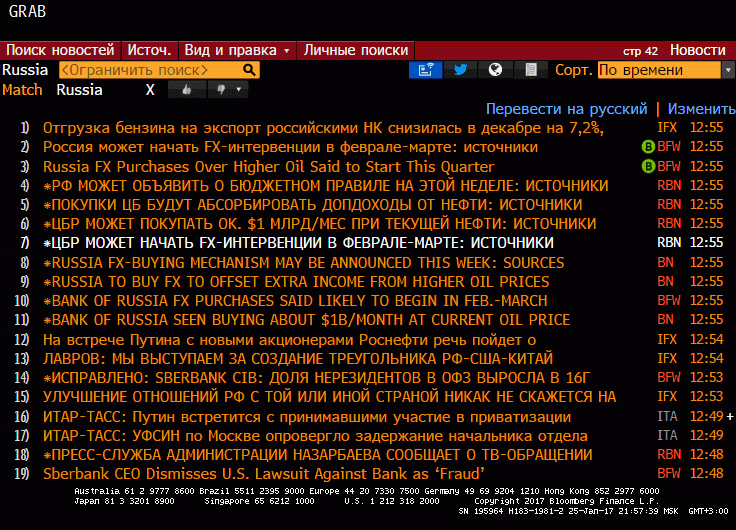 GRAB
Поиск новостей Источ. Вид и правка Личные поиски стр 42 Новости
Russia <Ограничить поиск> Сорт. По времени
Match Russia X
Перевести на русский | Изменить
1) Отгрузка бензина на экспорт российскими НК снизилась в декабре на 7,2%, IFX 12:55
2) Россия может начать FX-интервенции в феврале-марте: источники B BFW 12:55
3) Russia FX Purchases Over Higher Oil Said to Start This Quarter B BFW 12:55
4) *РФ МОЖЕТ ОБЪЯВИТЬ О БЮДЖЕТНОМ ПРАВИЛЕ НА ЭТОЙ НЕДЕЛЕ: ИСТОЧНИКИ RBN 12:55
5) *ПОКУПКИ ЦБ БУДУТ АБСОРБИРОВАТЬ ДОПДОХОДЫ ОТ НЕФТИ: ИСТОЧНИКИ RBN 12:55
6) *ЦБР МОЖЕТ ПОКУПАТЬ ОК. $1 МЛРД/МЕС ПРИ ТЕКУЩЕЙ НЕФТИ: ИСТОЧНИКИ RBN 12:55
7) *ЦБР МОЖЕТ НАЧАТЬ FX-ИНТЕРВЕНЦИИ В ФЕВРАЛЕ-МАРТЕ: ИСТОЧНИКИ RBN 12:55
8) *RUSSIA FX-BUYING MECHANISM MAY BE ANNOUNCED THIS WEEK: SOURCES BN 12:55
9) *RUSSIA TO BUY FX TO OFFSET EXTRA INCOME FROM HIGHER OIL PRICES BN 12:55
10) *BANK OF RUSSIA FX PURCHASES SAID LIKELY TO BEGIN IN FEB.-MARCH BFW 12:55
11) *BANK OF RUSSIA SEEN BUYING ABOUT $1B/MONTH AT CURRENT OIL PRICE BN 12:55
12) На встрече Путина с новыми акционерами Роснефти речь пойдет о IFX 12:54
13) ЛАВРОВ: МЫ ВЫСТУПАЕМ ЗА СОЗДАНИЕ ТРЕУГОЛЬНИКА РФ-США-КИТАЙ IFX 12:54
14) *ИСПРАВЛЕНО: SBERBANK CIB: ДОЛЯ НЕРЕЗИДЕНТОВ В ОФЗ ВЫРОСЛА В 16Г BFW 12:53
15) УЛУЧШЕНИЕ ОТНОШЕНИЙ РФ С ТОЙ ИЛИ ИНОЙ СТРАНОЙ НИКАК НЕ СКАЖЕТСЯ НА IFX 12:53
16) ИТАР-ТАСС: Путин встретится с принимавшими участие в приватизации ITA 12:49 +
17) ИТАР-ТАСС: УФСИН по Москве опровергло задержание начальника отдела ITA 12:49
18) *ПРЕСС-СЛУЖБА АДМИНИСТРАЦИИ НАЗАРБАЕВА СООБЩАЕТ О ТВ-ОБРАЩЕНИИ RBN 12:48
19) Sberbank CEO Dismisses U.S. Lawsuit Against Bank as ‘Fraud’ BFW 12:48
Australia 61 2 9777 8600 Brazil 5511 2395 9000 Europe 44 20 7330 7500 Germany 49 69 9204 1210 Hong Kong 852 2977 6000
Japan 81 3 3201 8900 Singapore 65 6212 1000 U.S. 1 212 318 2000 Copyright 2017 Bloomberg Finance L.P.
SN 195964 H183-1981-2 25-Jan-17 21:57:39 MSK GMT+3:00